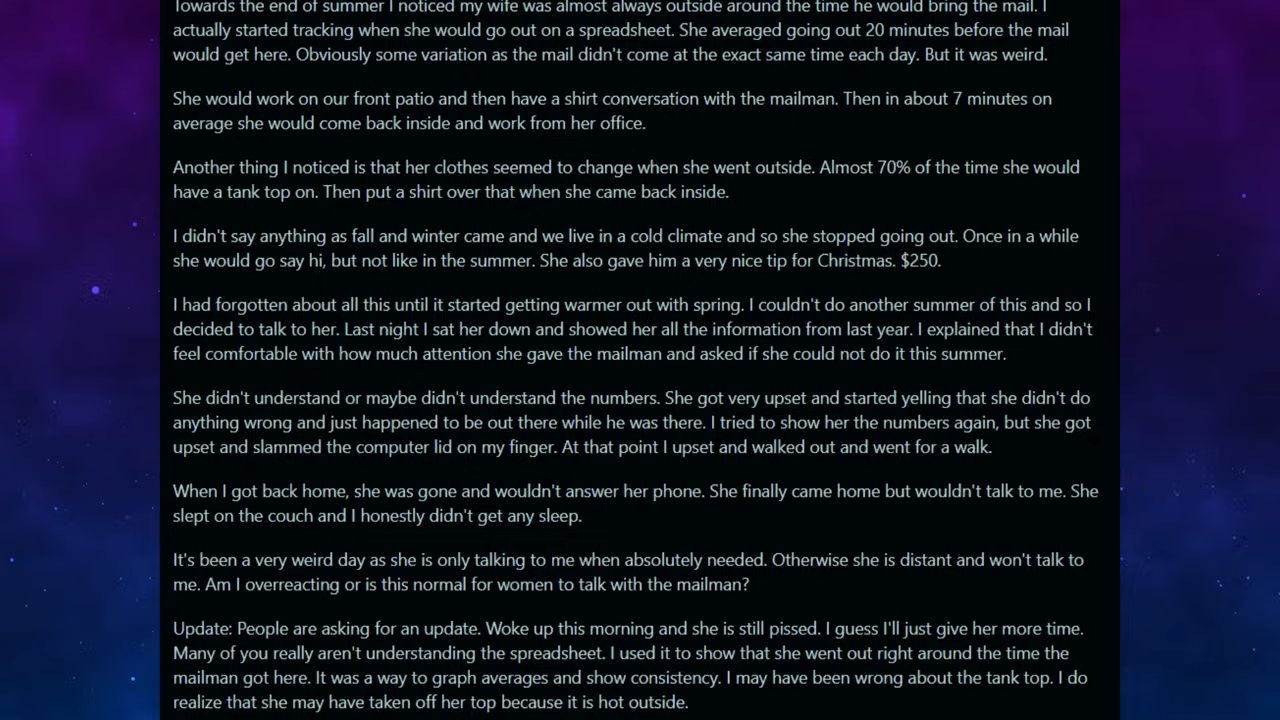 Towards the end of summer I noticed my wife was almost always outside around the time he would bring the mail. I
actually started tracking when she would go out on a spreadsheet. She averaged going out 20 minutes before the mail
would get here. Obviously some variation as the mail didn't come at the exact same time each day. But it was weird.
She would work on our front patio and then have a shirt conversation with the mailman. Then in about 7 minutes on
average she would come back inside and work from her office.
Another thing I noticed is that her clothes seemed to change when she went outside. Almost 70% of the time she would
have a tank top on. Then put a shirt over that when she came back inside.
I didn't say anything as fall and winter came and we live in a cold climate and so she stopped going out. Once in a while
she would go say hi, but not like in the summer. She also gave him a very nice tip for Christmas. $250.
I had forgotten about all this until it started getting warmer out with spring. I couldn't do another summer of this and so I
decided to talk to her. Last night I sat her down and showed her all the information from last year. I explained that I didn't
feel comfortable with how much attention she gave the mailman and asked if she could not do it this summer.
She didn't understand or maybe didn't understand the numbers. She got very upset and started yelling that she didn't do
anything wrong and just happened to be out there while he was there. I tried to show her the numbers again, but she got
upset and slammed the computer lid on my finger. At that point I upset and walked out and went for a walk.
When I got back home, she was gone and wouldn't answer her phone. She finally came home but wouldn't talk to me. She
slept on the couch and I honestly didn't get any sleep.
It's been a very weird day as she is only talking to me when absolutely needed. Otherwise she is distant and won't talk to
me. Am I overreacting or is this normal for women to talk with the mailman?
Update: People are asking for an update. Woke up this morning and she is still pissed. I guess I'll just give her more time.
Many of you really aren't understanding the spreadsheet. I used it to show that she went out right around the time the
mailman got here. It was a way to graph averages and show consistency. I may have been wrong about the tank top. I do
realize that she may have taken off her top because it is hot outside.